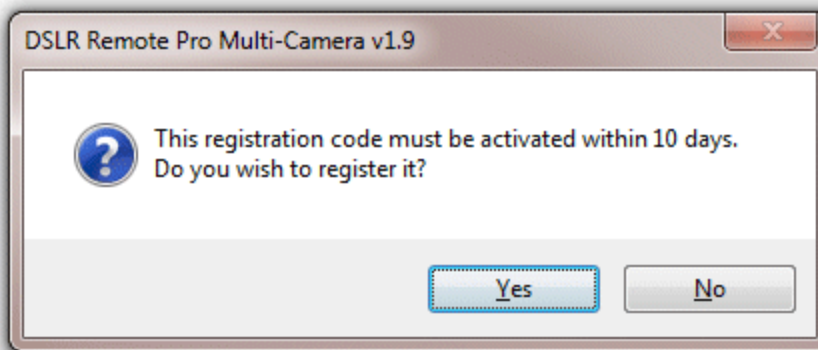 DSLR Remote Pro Multi-Camera v1.9
This registration code must be activated within 10 days.
Do you wish to register it?
Yes
No